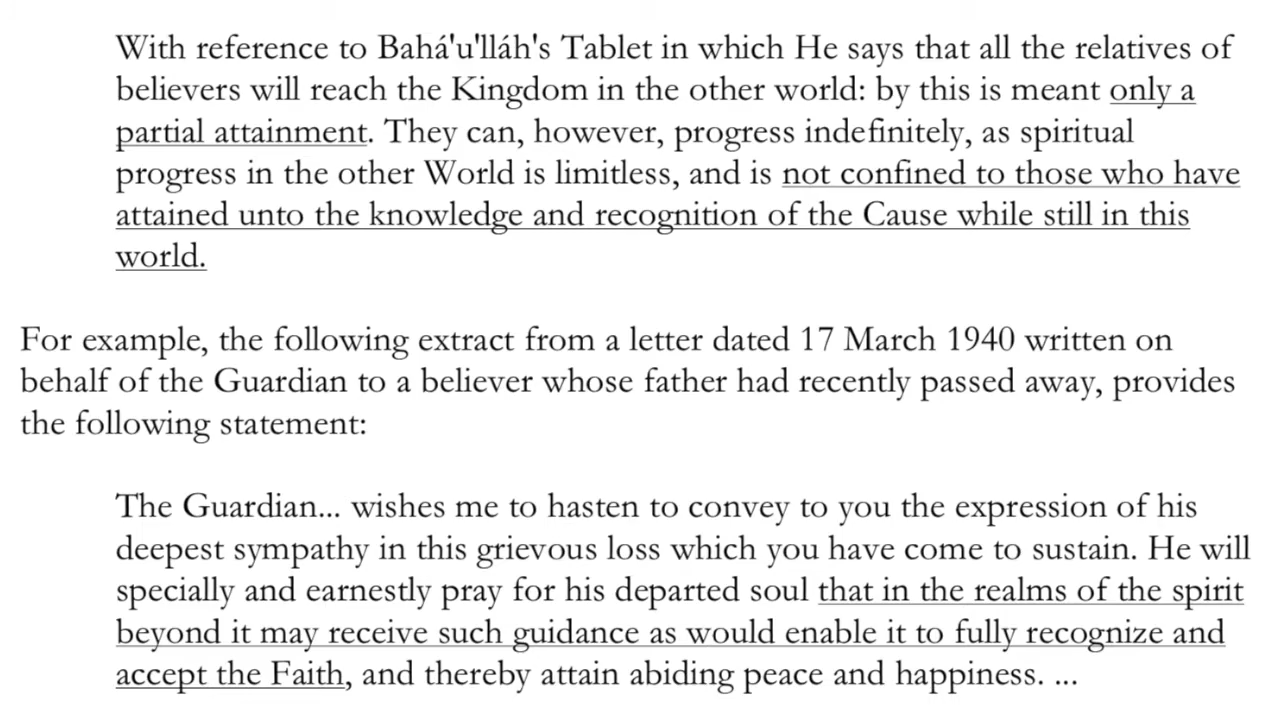 With reference to Bahá'u'lláh's Tablet in which He says that all the relatives of
believers will reach the Kingdom in the other world: by this is meant only a
partial attainment. They can, however, progress indefinitely, as spiritual
progress in the other World is limitless, and is not confined to those who have
attained unto the knowledge and recognition of the Cause while still in this
world.
For example, the following extract from a letter dated 17 March 1940 written on
behalf of the Guardian to a believer whose father had recently passed away, provides
the following statement:
The Guardian... wishes me to hasten to convey to you the expression of his
deepest sympathy in this grievous loss which you have come to sustain. He will
specially and earnestly pray for his departed soul that in the realms of the spirit
beyond it may receive such guidance as would enable it to fully recognize and
accept the Faith, and thereby attain abiding peace and happiness. ...